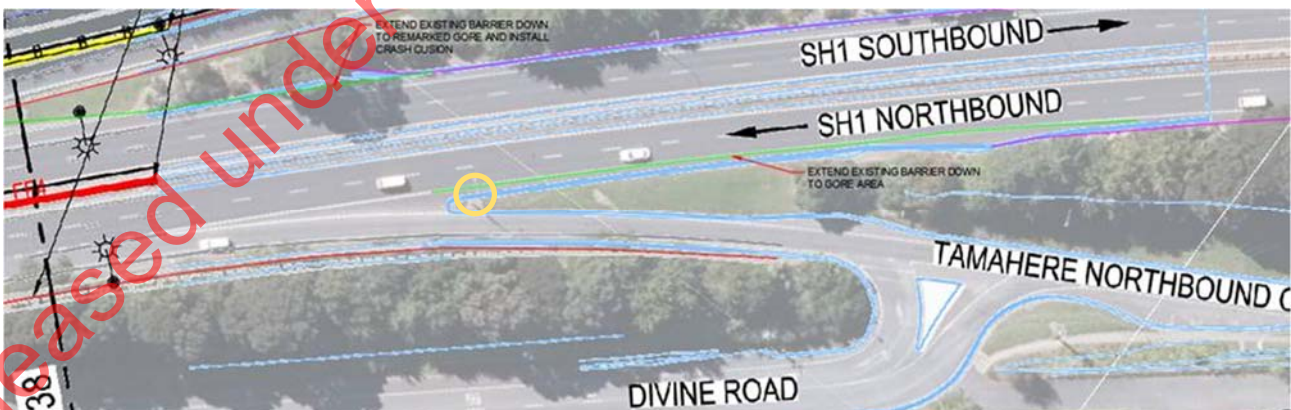 EXTEND EXISTING BARRIER DOWN
TO REMARKED GORE AND INSTALL
CRASH CUSION
SH1 SOUTHBOUND
SH1 NORTHBOUND
EXTEND EXISTING BARRIER DOWN
TO GORE AREA
TAMAHERE NORTHBOUND
DIVINE ROAD
38
eased under